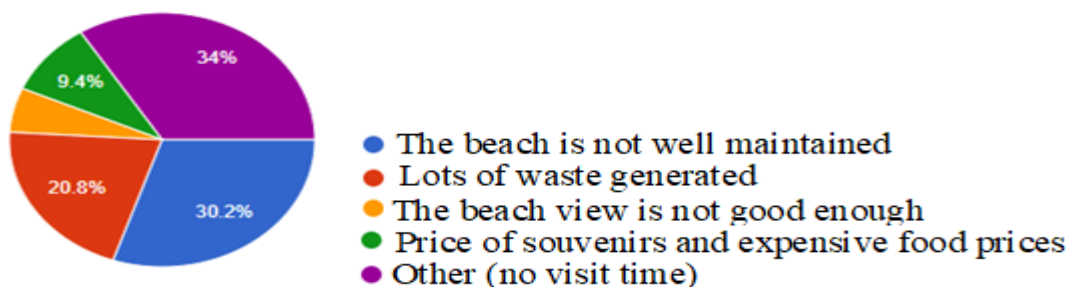 34%
9.4%
20.8%
30.2%
The beach is not well maintained
Lots of waste generated
The beach view is not good enough
Price of souvenirs and expensive food prices
Other (no visit time)